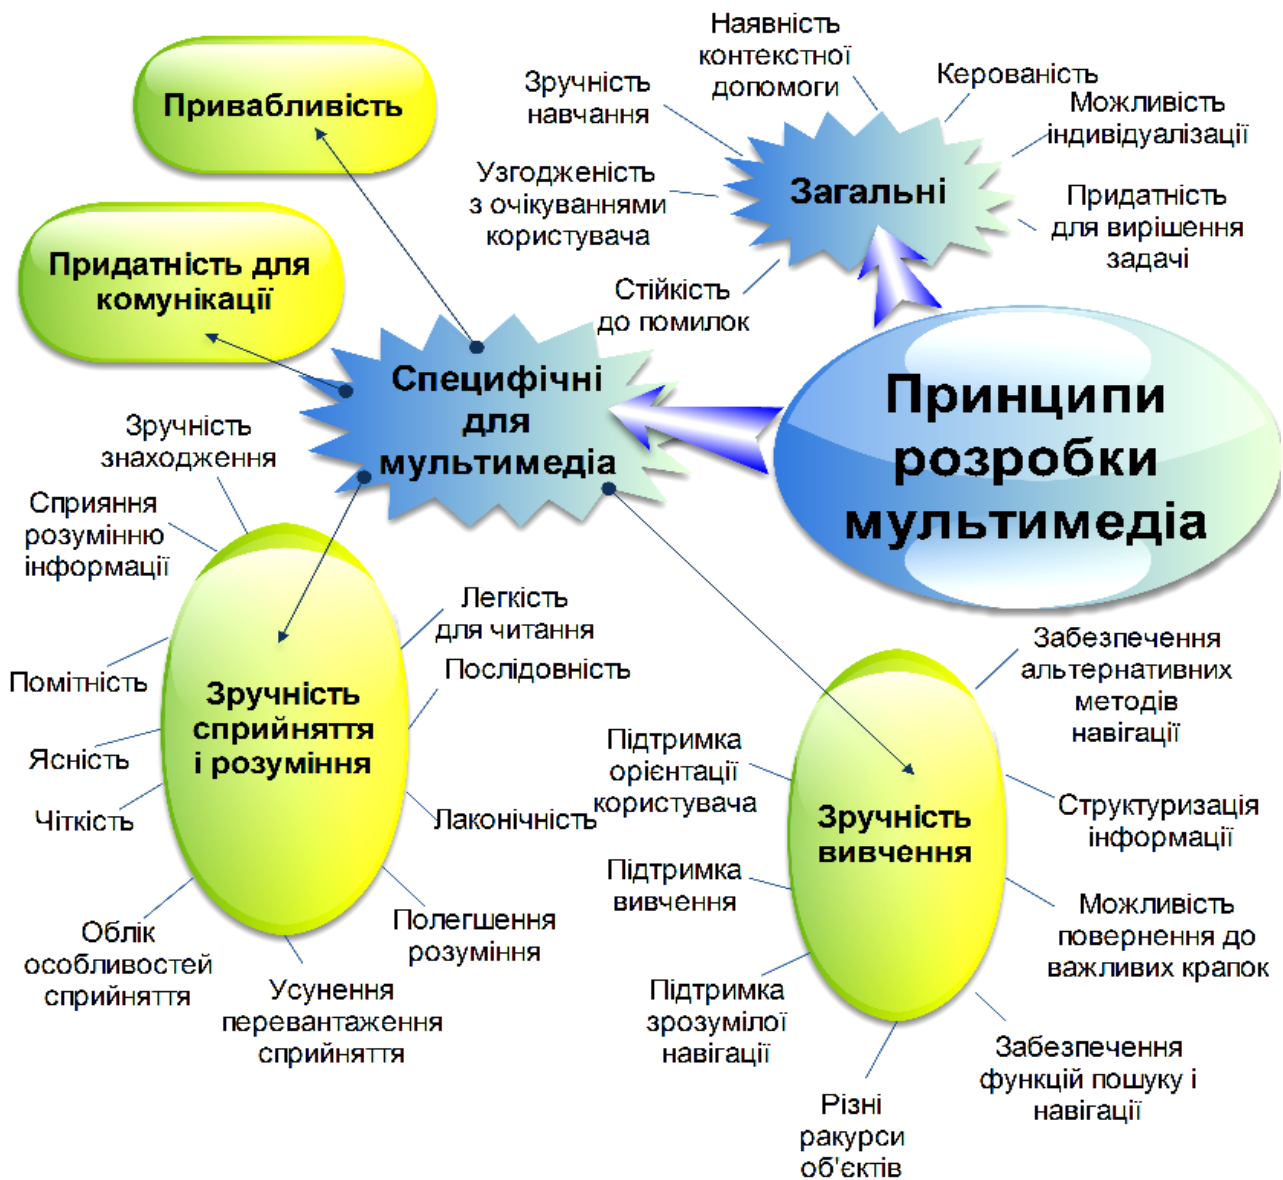 Привабливість
Придатність для
комунікації
Наявність
контекстної
допомоги
Зручність
навчання
Керованість
Можливість
індивідуалізації
Загальні
Узгодженість
з очікуваннями
користувача
Придатність
для вирішення
задачі
Стійкість
до помилок
Специфічні
для
мультимедіа
Принципи
розробки
мультимедіа
Зручність
знаходження
Сприяння
розумінню
інформації
Легкість
для читання
Помітність
Послідовність
Зручність
сприйняття
і розуміння
Ясність
Чіткість
Лаконічність
Облік
особливостей
сприйняття
Полегшення
розуміння
Усунення
перевантаження
сприйняття
Забезпечення
альтернативних
методів
навігації
Підтримка
орієнтації
користувача
Зручність
вивчення
Структуризація
інформації
Підтримка
вивчення
Можливість
повернення до
важливих крапок
Підтримка
зрозумілої
навігації
Забезпечення
функцій пошуку і
навігації
Різні
ракурси
об'єктів